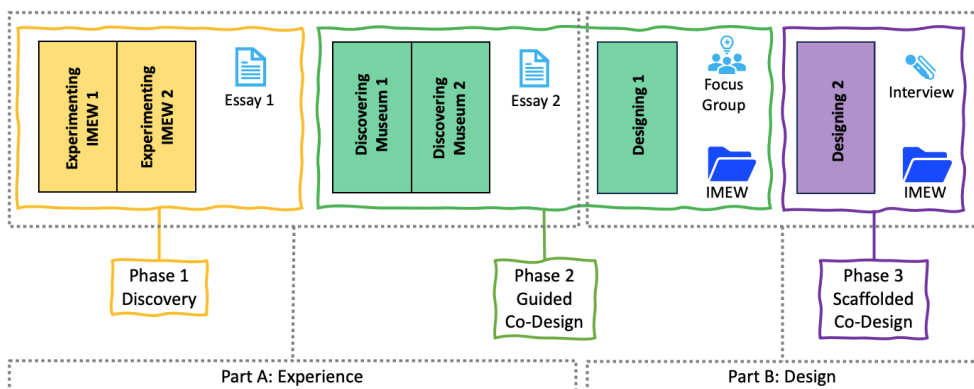 Experimenting
IMEW 1
Experimenting
IMEW 2
Essay 1
Discovering
Museum 1
Discovering
Museum 2
Essay 2
Designing 1
Focus
Group
IMEW
Designing 2
Interview
IMEW
Phase 1
Discovery
Phase 2
Guided
Co-Design
Phase 3
Scaffolded
Co-Design
Part A: Experience
Part B: Design